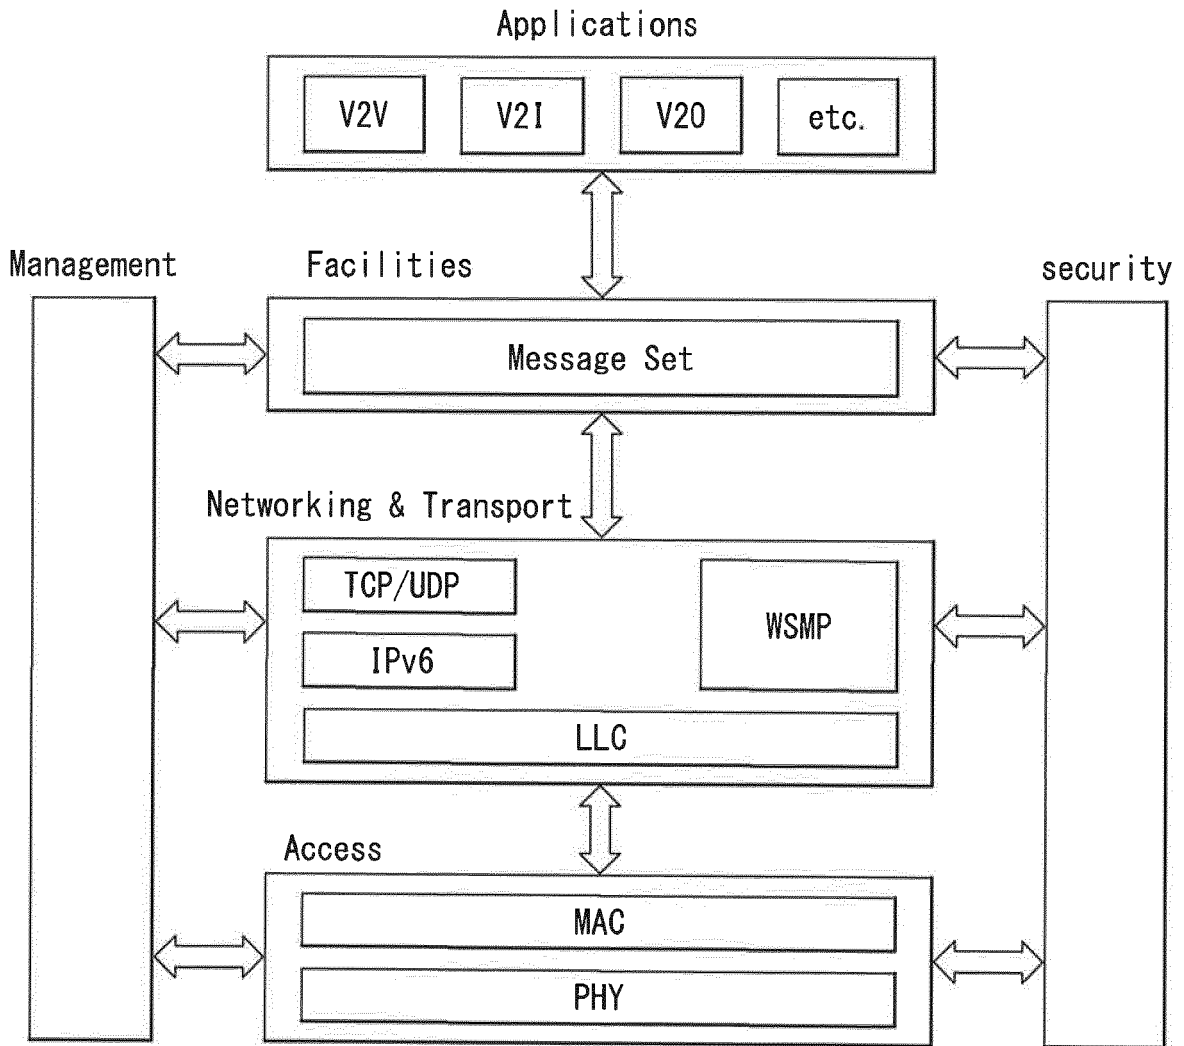 Applications
V2V V2I V2O etc.
Management Facilities security
Message Set
Networking & Transport
TCP/UDP
WSMP
IPv6
LLC
Access
MAC
PHY